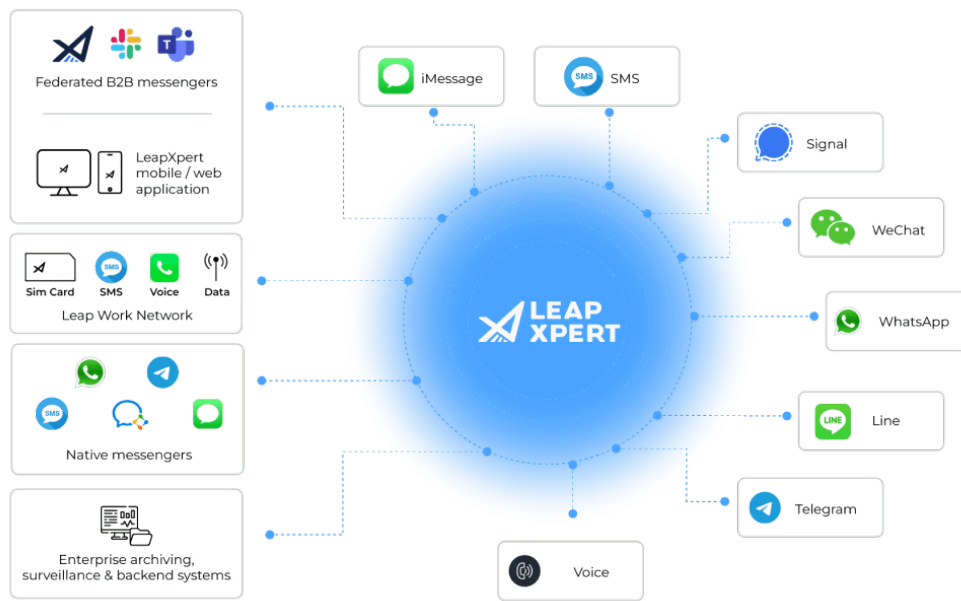 Federated B2B messengers
LeapXpert
mobile / web
application
Sim Card
SMS
SMS
Voice
Data
Leap Work Network
SMS
Native messengers
Enterprise archiving,
surveillance & backend systems
iMessage
SMS
SMS
Signal
WeChat
WhatsApp
LINE
Line
Telegram
Voice
LEAP
XPERT
T